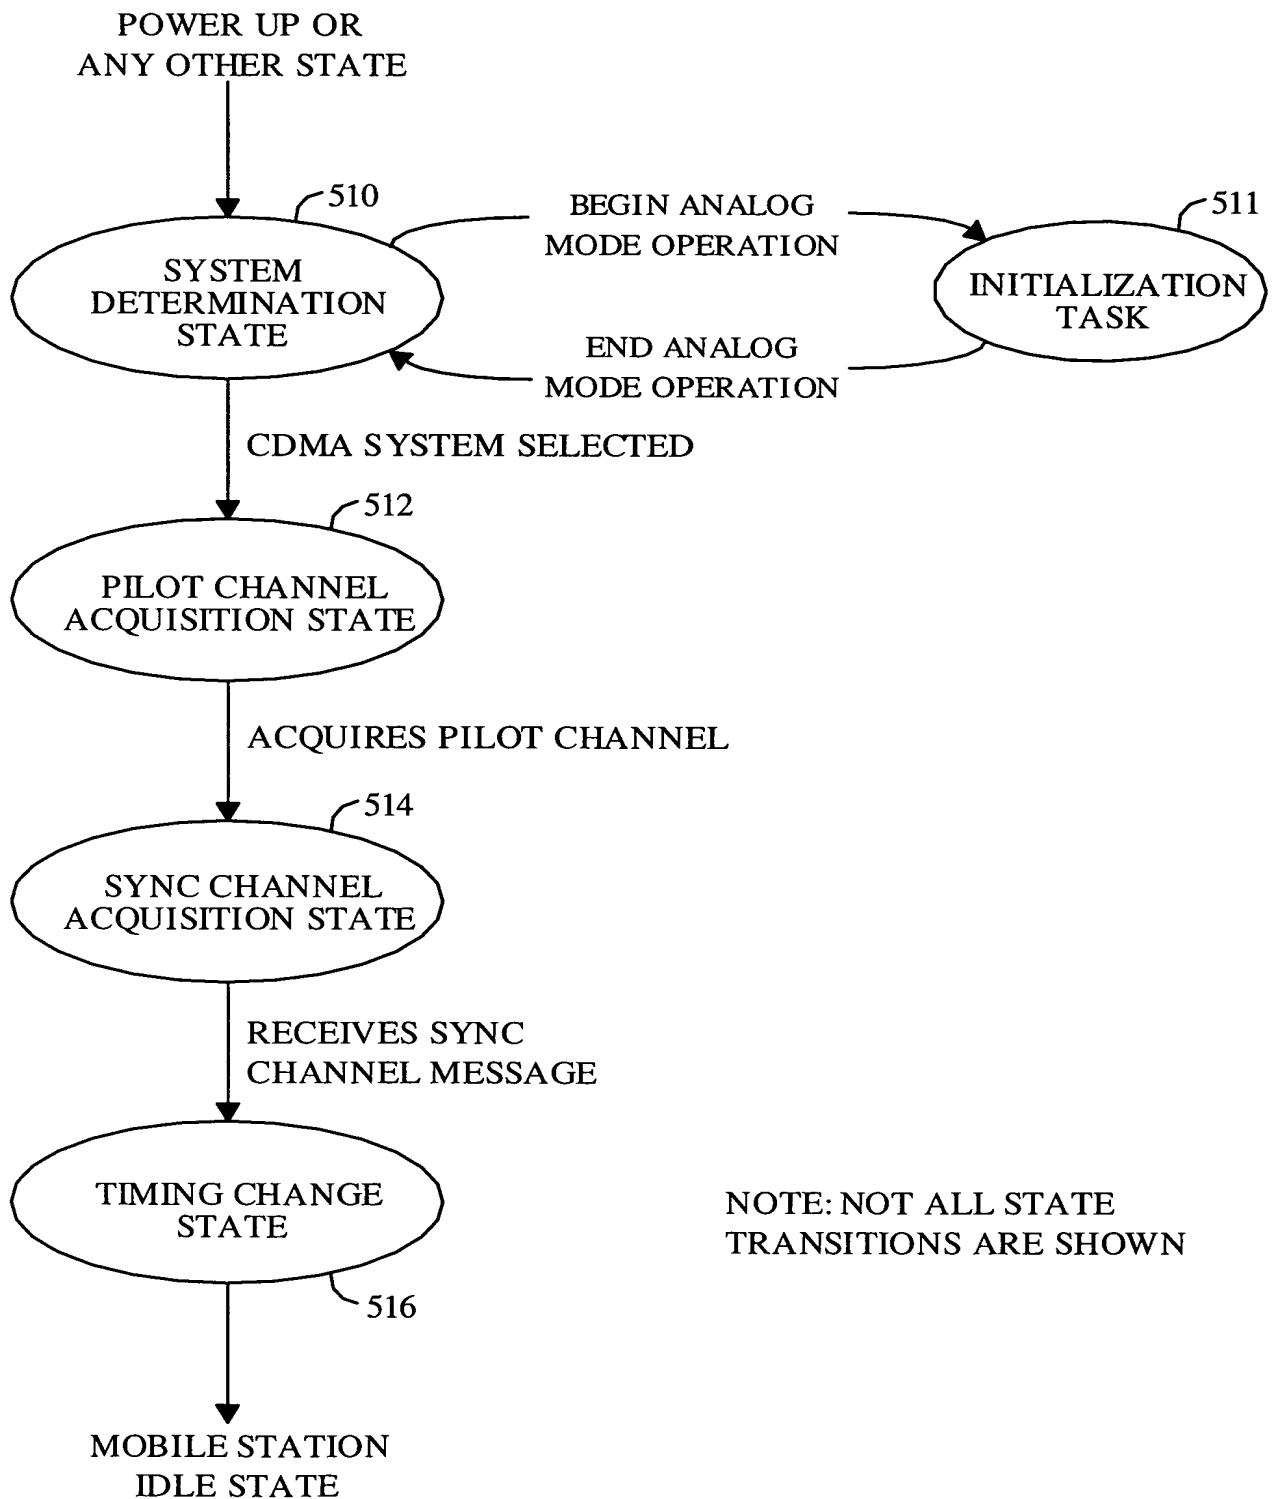 POWER UP OR
ANY OTHER STATE
510
SYSTEM
DETERMINATION
STATE
BEGIN ANALOG
MODE OPERATION
511
INITIALIZATION
TASK
END ANALOG
MODE OPERATION
CDMA SYSTEM SELECTED
512
PILOT CHANNEL
ACQUISITION STATE
ACQUIRES PILOT CHANNEL
514
SYNC CHANNEL
ACQUISITION STATE
RECEIVES SYNC
CHANNEL MESSAGE
TIMING CHANGE
STATE
516
NOTE: NOT ALL STATE
TRANSITIONS ARE SHOWN
MOBILE STATION
IDLE STATE